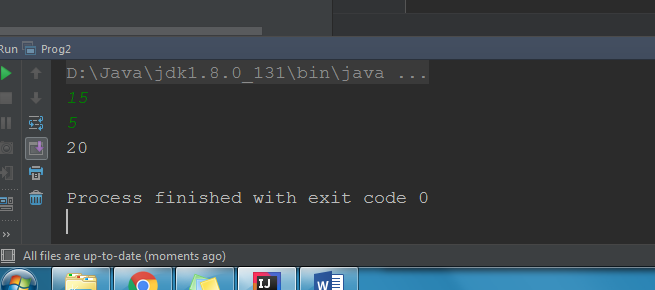 Run Prog2
D:\Java\jdk1.8.0_131\bin\java ...
15
5
20
Process finished with exit code 0
All files are up-to-date (moments ago)
IJ
W